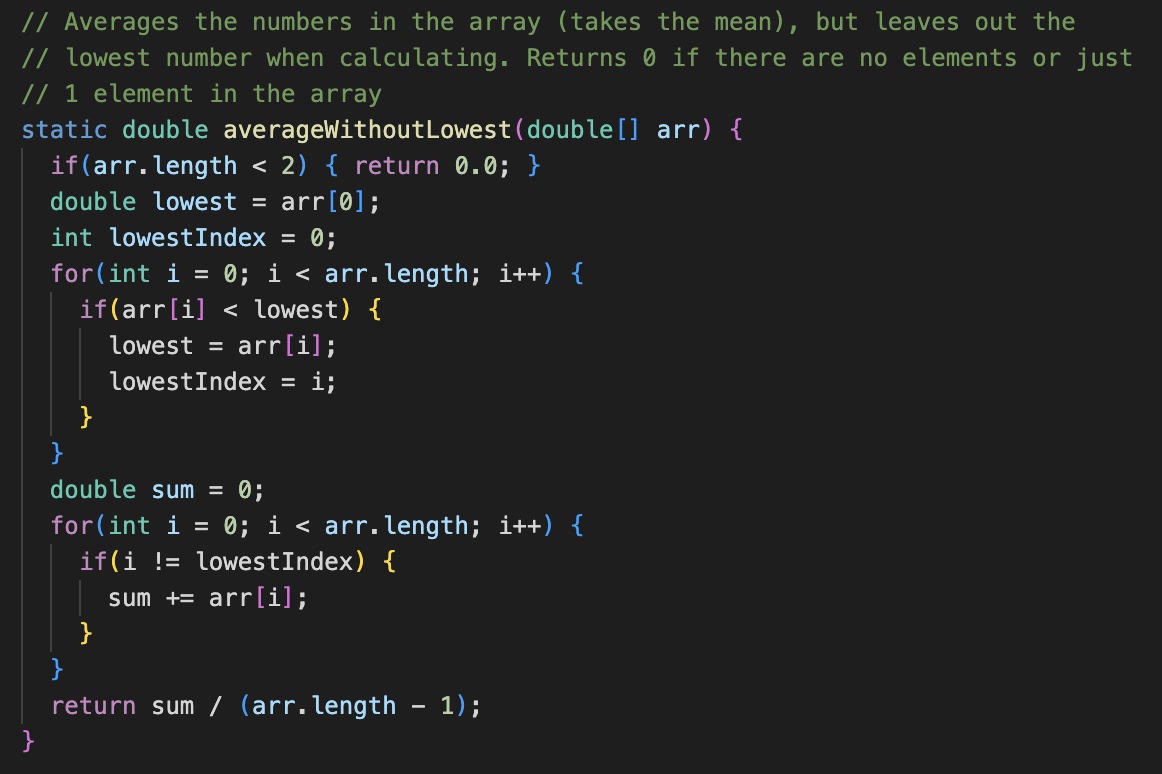 // Averages the numbers in the array (takes the mean), but leaves out the
// lowest number when calculating. Returns 0 if there are no elements or just
// 1 element in the array
static double averageWithoutLowest(double[] arr) {
  if(arr.length < 2) { return 0.0; }
  double lowest = arr[0];
  int lowestIndex = 0;
  for(int i = 0; i < arr.length; i++) {
    if(arr[i] < lowest) {
      lowest = arr[i];
      lowestIndex = i;
    }
  }
  double sum = 0;
  for(int i = 0; i < arr.length; i++) {
    if(i != lowestIndex) {
      sum += arr[i];
    }
  }
  return sum / (arr.length - 1);
}